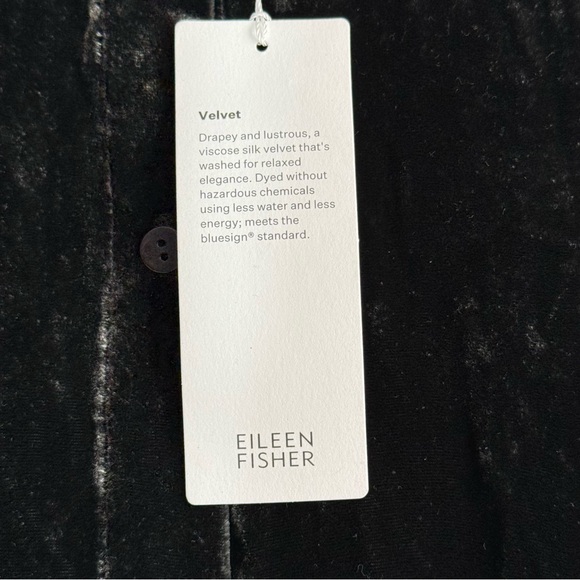 Velvet
Drapey and lustrous, a
viscose silk velvet that's
washed for relaxed
elegance. Dyed without
hazardous chemicals
using less water and less
energy; meets the
bluesign® standard.
EILEEN
FISHER